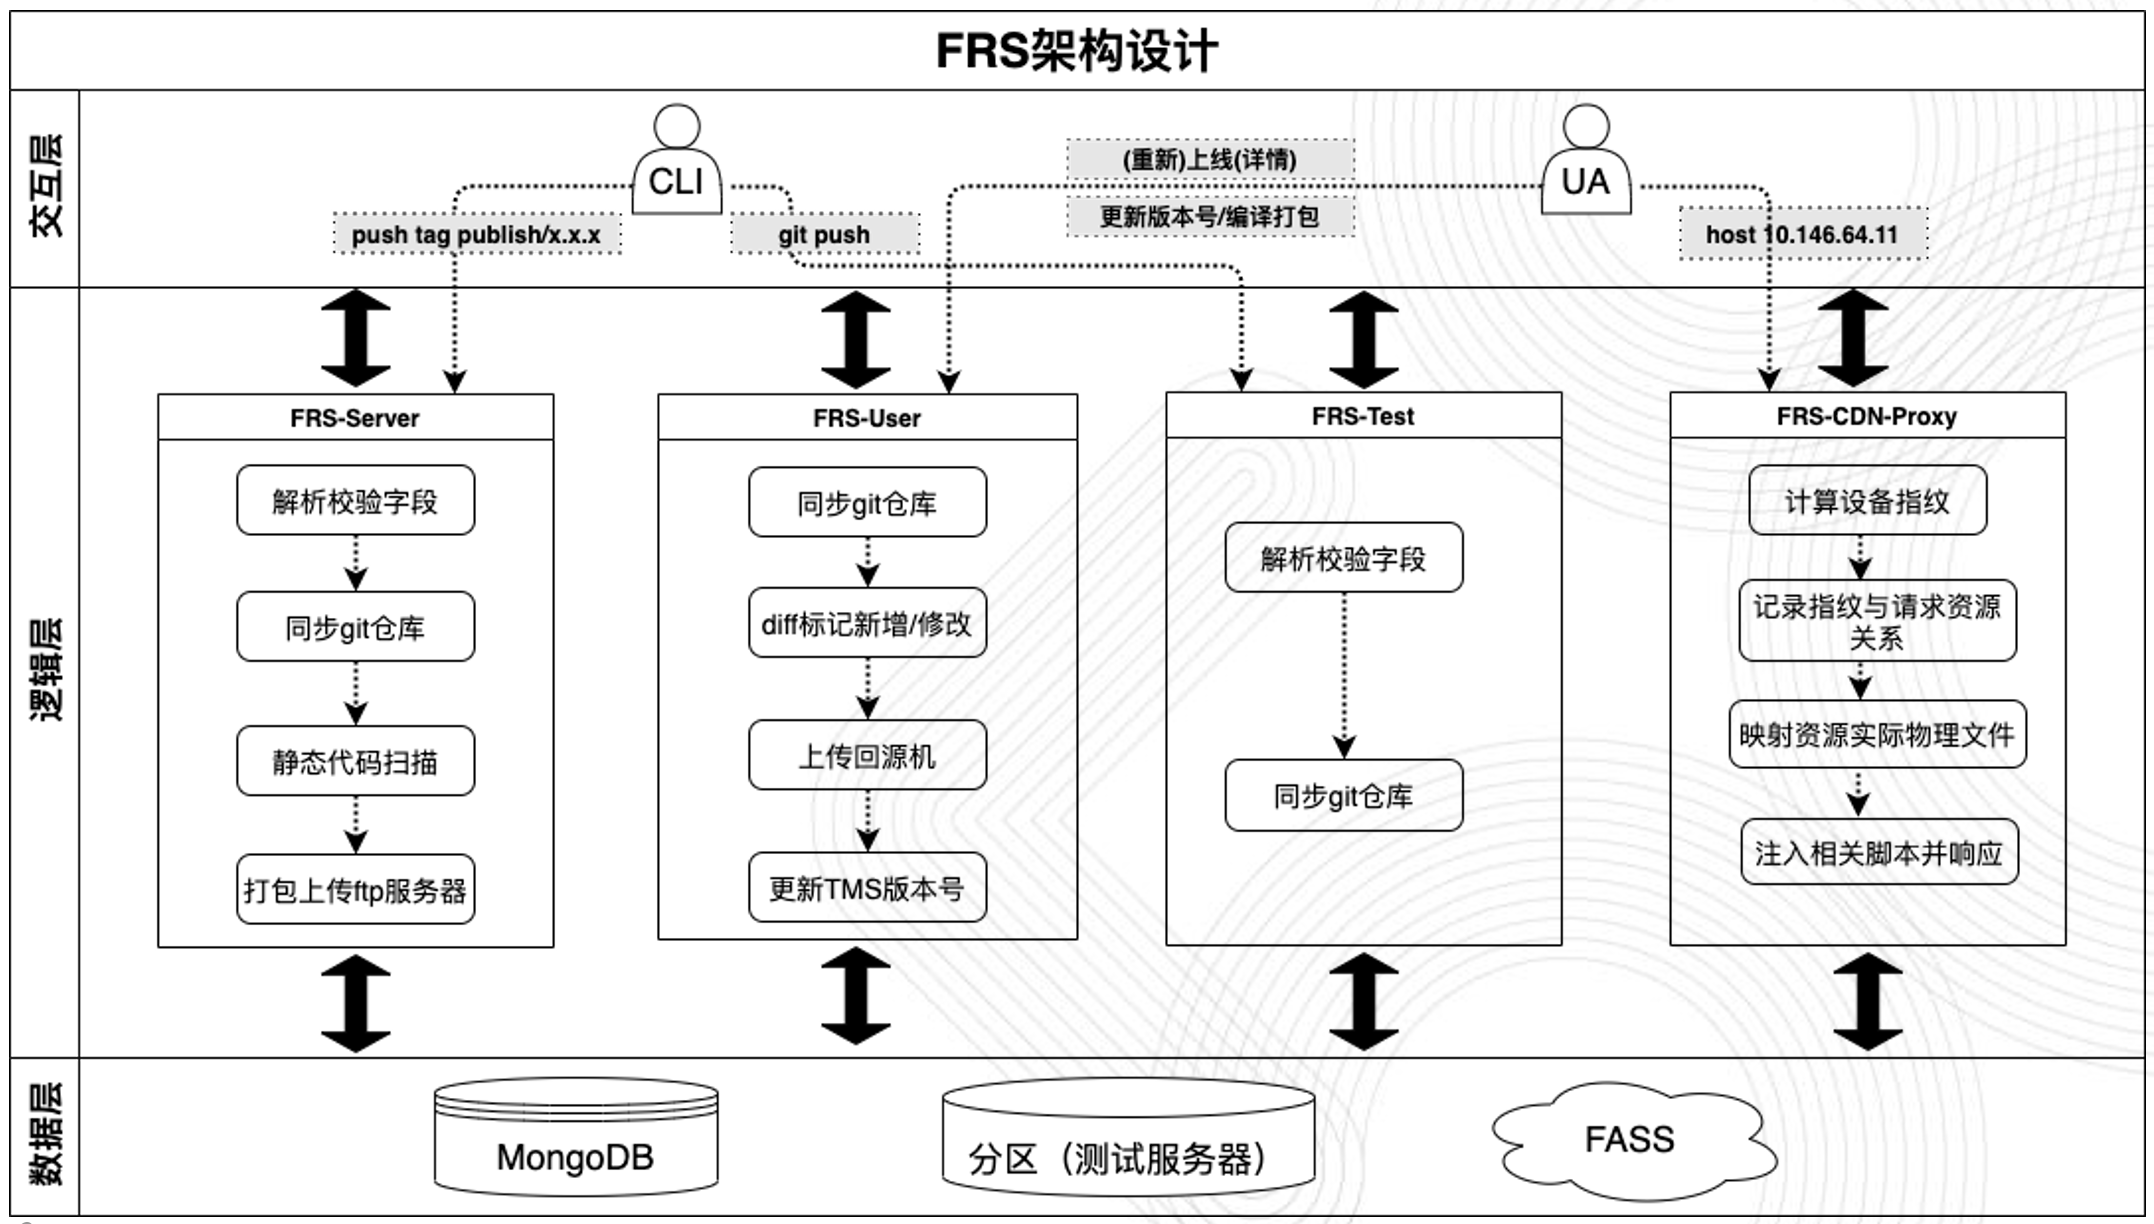 FRS架构设计
交互层
CLI
UA
(重新)上线(详情)
更新版本号/编译打包
push tag publish/x.x.x
git push
host 10.146.64.11
逻辑层
FRS-Server
解析校验字段
同步git仓库
静态代码扫描
打包上传ftp服务器
FRS-User
同步git仓库
diff标记新增/修改
上传回源机
更新TMS版本号
FRS-Test
解析校验字段
同步git仓库
FRS-CDN-Proxy
计算设备指纹
记录指纹与请求资源
关系
映射资源实际物理文件
注入相关脚本并响应
数据层
MongoDB
分区（测试服务器）
FASS